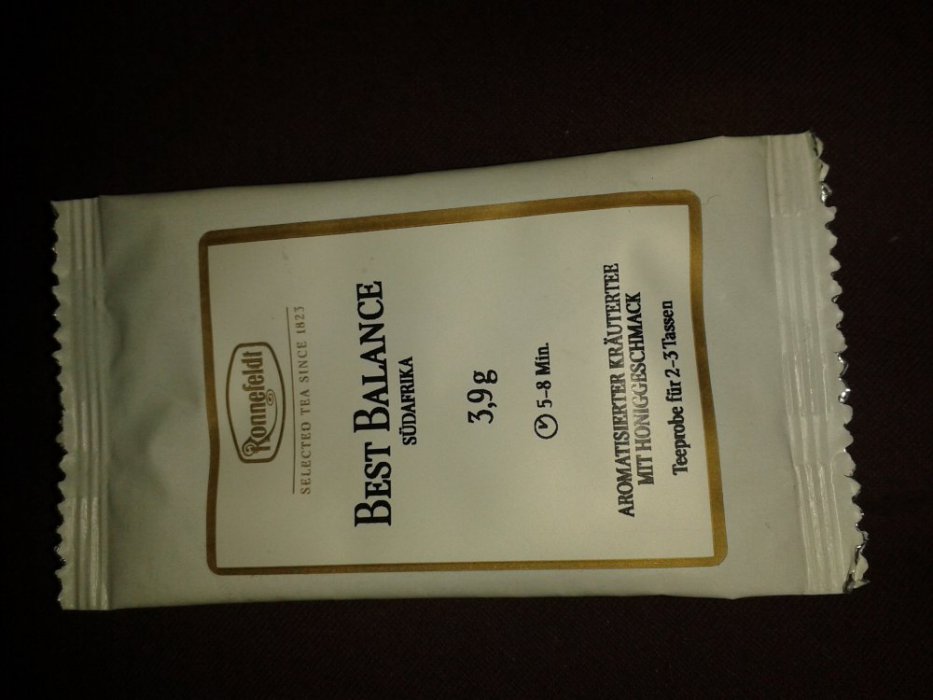 Ronnefeldt
SELECTED TEA SINCE 1823
BEST BALANCE
SÜDAFRIKA
3,9g
5-8 Min.
AROMATISIERTER KRÄUTERTEE
MIT HONIGGESCHMACK
Teeprobe für 2-3 Tassen